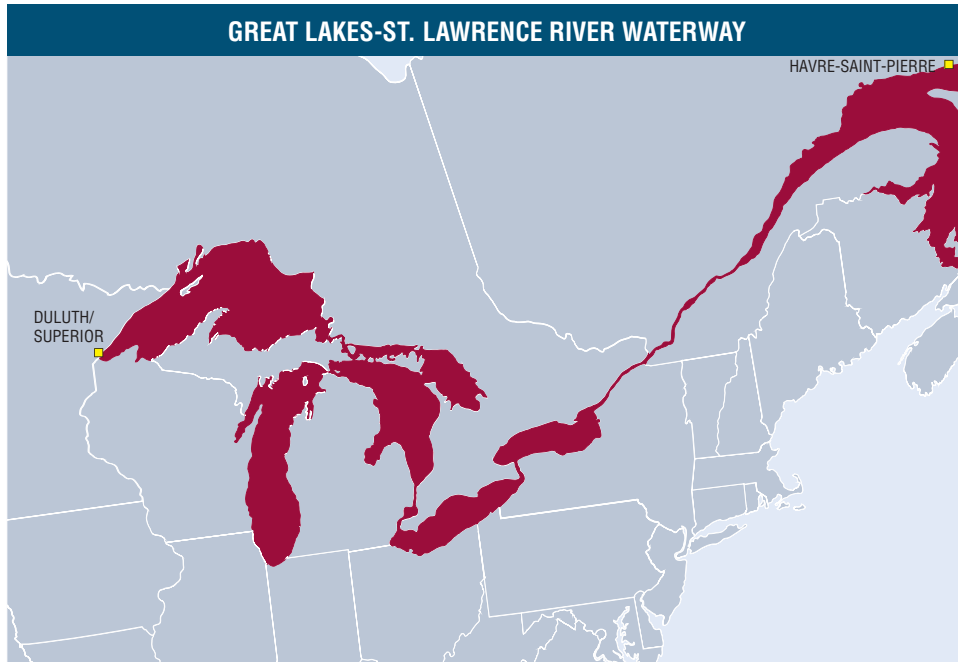 GREAT LAKES-ST. LAWRENCE RIVER WATERWAY
HAVRE-SAINT-PIERRE
DULUTH/
SUPERIOR